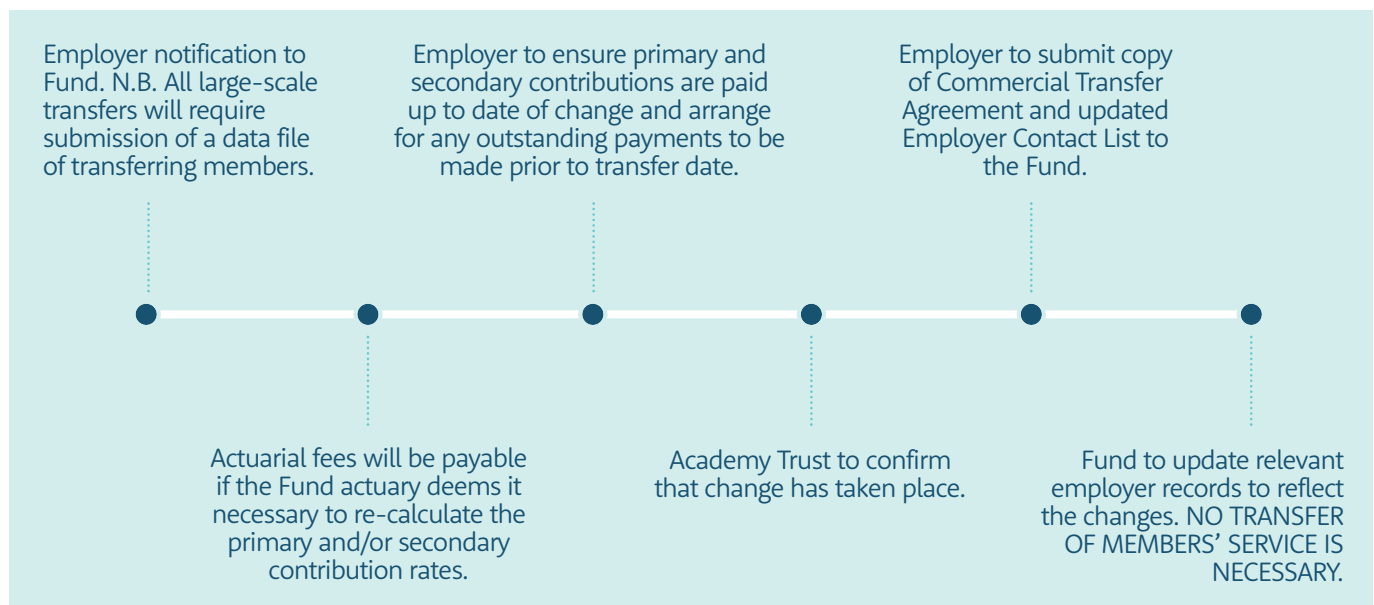 Employer notification to
Fund. N.B. All large-scale
transfers will require
submission of a data file
of transferring members.
Actuarial fees will be payable
if the Fund actuary deems it
necessary to re-calculate the
primary and/or secondary
contribution rates.
Employer to ensure primary and
secondary contributions are paid
up to date of change and arrange
for any outstanding payments to be
made prior to transfer date.
Academy Trust to confirm
that change has taken place.
Employer to submit copy
of Commercial Transfer
Agreement and updated
Employer Contact List to
the Fund.
Fund to update relevant
employer records to reflect
the changes. NO TRANSFER
OF MEMBERS’ SERVICE IS
NECESSARY.